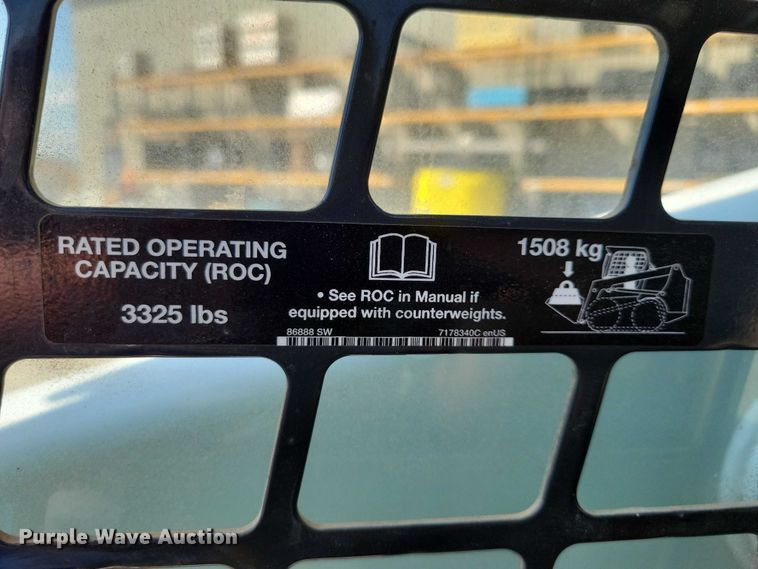 RATED OPERATING
CAPACITY (ROC)
3325 lbs
• See ROC in Manual if
equipped with counterweights.
86888 SW
7178340C enUS
1508 kg
Purple Wave Auction®